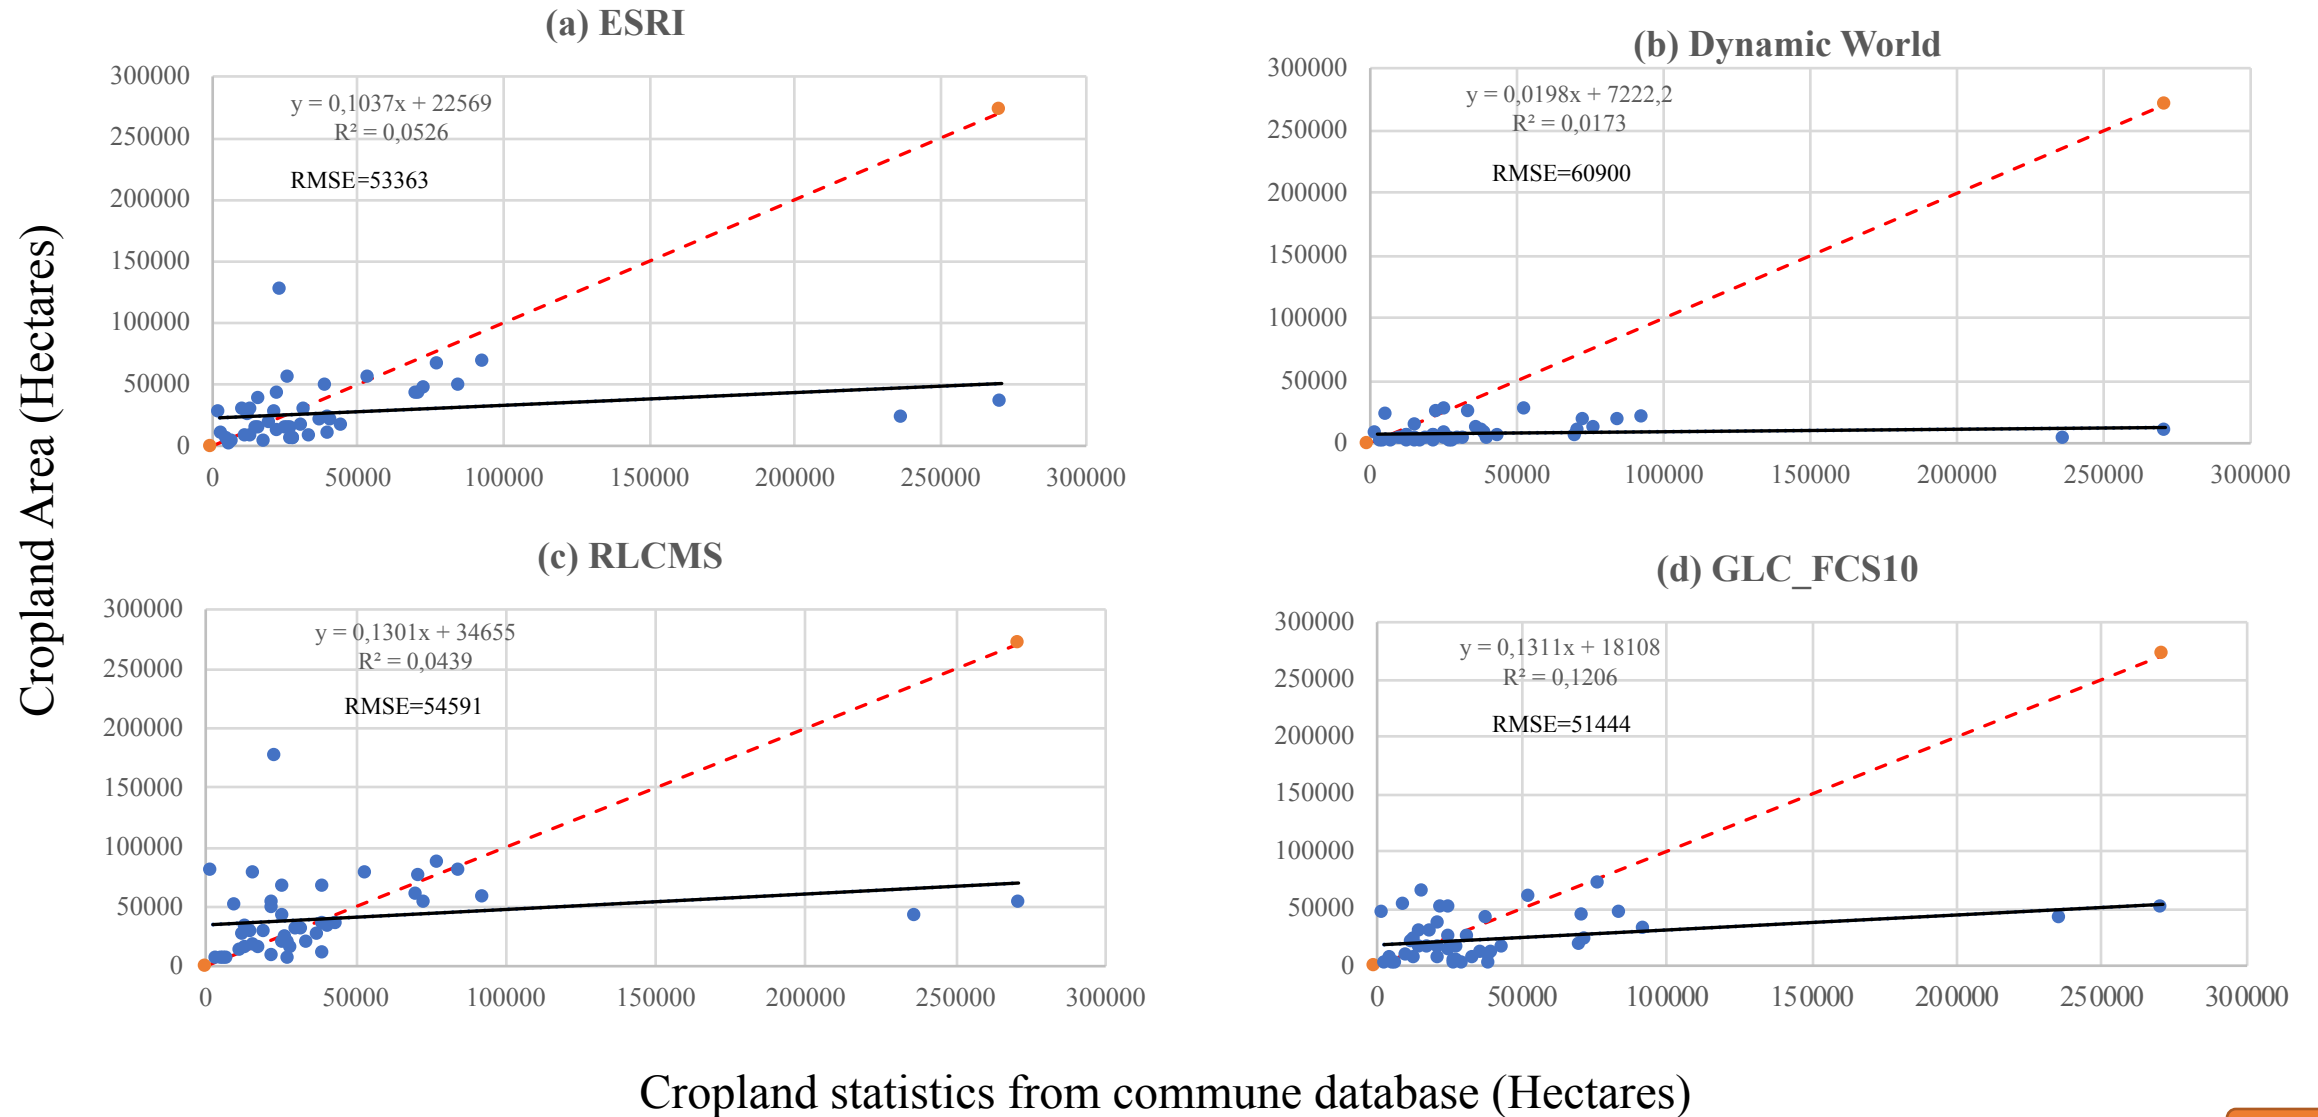 (a) ESRI
300000
250000
200000
150000
100000
50000
0
y = 0,1037x + 22569
R² = 0,0526
RMSE=53363
0 50000 100000 150000 200000 250000 300000
(b) Dynamic World
300000
250000
200000
150000
100000
50000
0
y = 0,0198x + 7222,2
R² = 0,0173
RMSE=60900
0 50000 100000 150000 200000 250000 300000
Cropland Area (Hectares)
(c) RLCMS
300000
250000
200000
150000
100000
50000
0
y = 0,1301x + 34655
R² = 0,0439
RMSE=54591
0 50000 100000 150000 200000 250000 300000
(d) GLC_FCS10
300000
250000
200000
150000
100000
50000
0
y = 0,1311x + 18108
R² = 0,1206
RMSE=51444
0 50000 100000 150000 200000 250000 300000
Cropland statistics from commune database (Hectares)